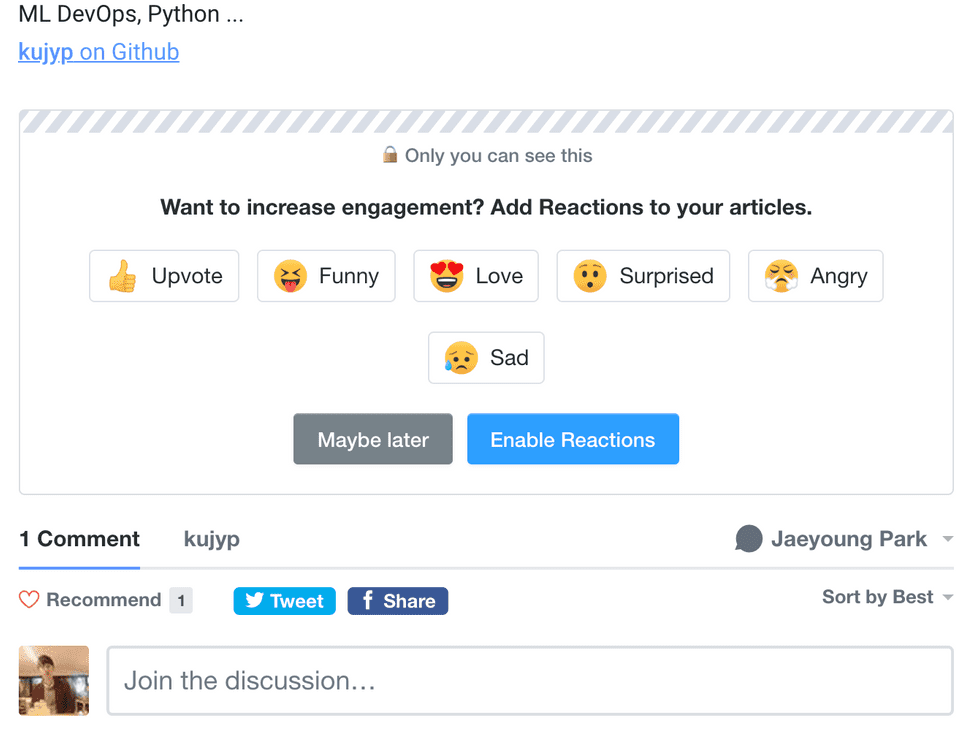 ML DevOps, Python ...
kujyp on Github
Only you can see this
Want to increase engagement? Add Reactions to your articles.
Upvote Funny Love Surprised Angry
Sad
Maybe later Enable Reactions
1 Comment kujyp Jaeyoung Park
Recommend 1 Tweet f Share Sort by Best
Join the discussion...